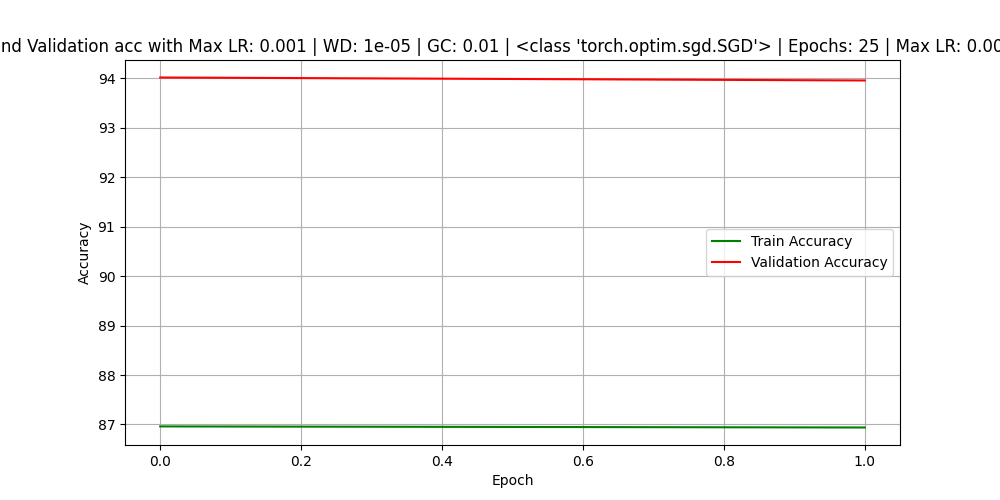 nd Validation acc with Max LR: 0.001 | WD: 1e-05 | GC: 0.01 | <class 'torch.optim.sgd.SGD'> | Epochs: 25 | Max LR: 0.00
94
93
92
91
90
89
88
87
Accuracy
Train Accuracy
Validation Accuracy
0.0 0.2 0.4 0.6 0.8 1.0
Epoch